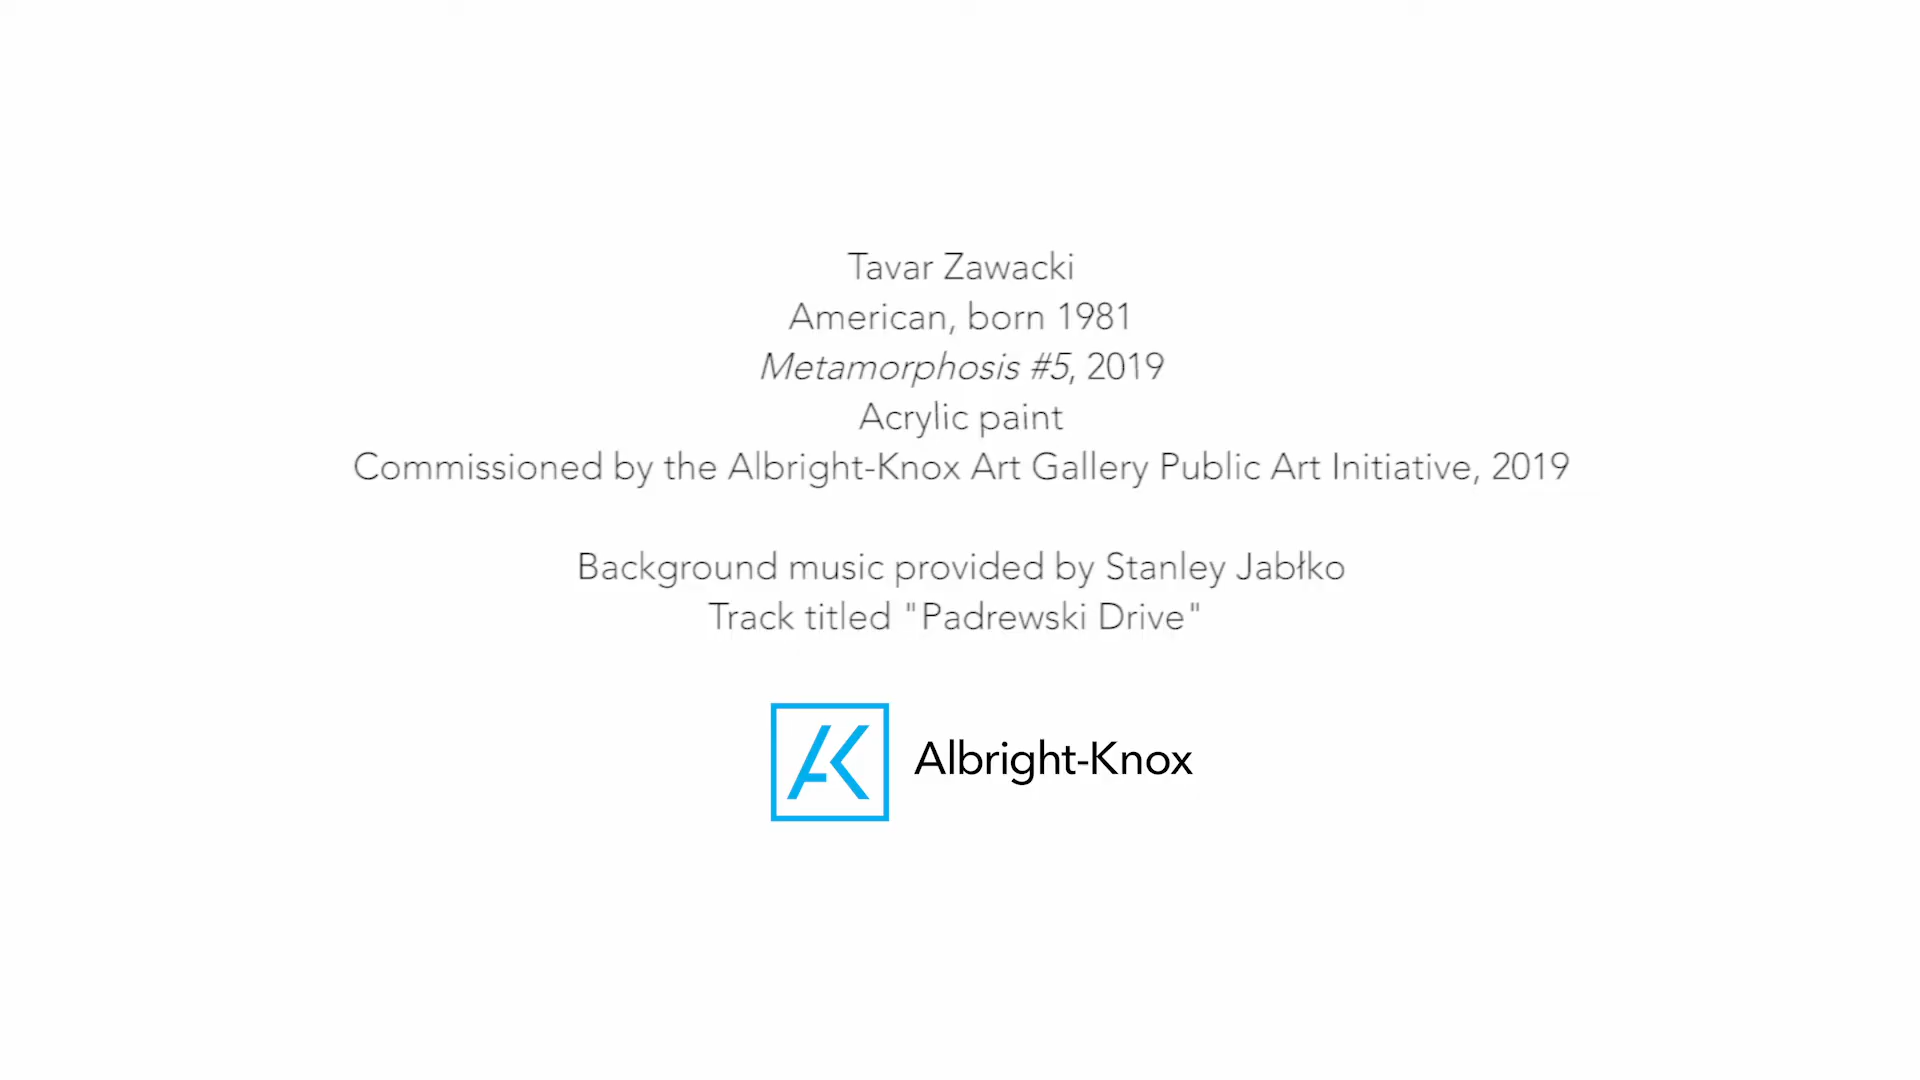 Tavar Zawacki
American, born 1981
Metamorphosis #5, 2019
Acrylic paint
Commissioned by the Albright-Knox Art Gallery Public Art Initiative, 2019
Background music provided by Stanley Jabłko
Track titled "Padrewski Drive"
AK Albright-Knox